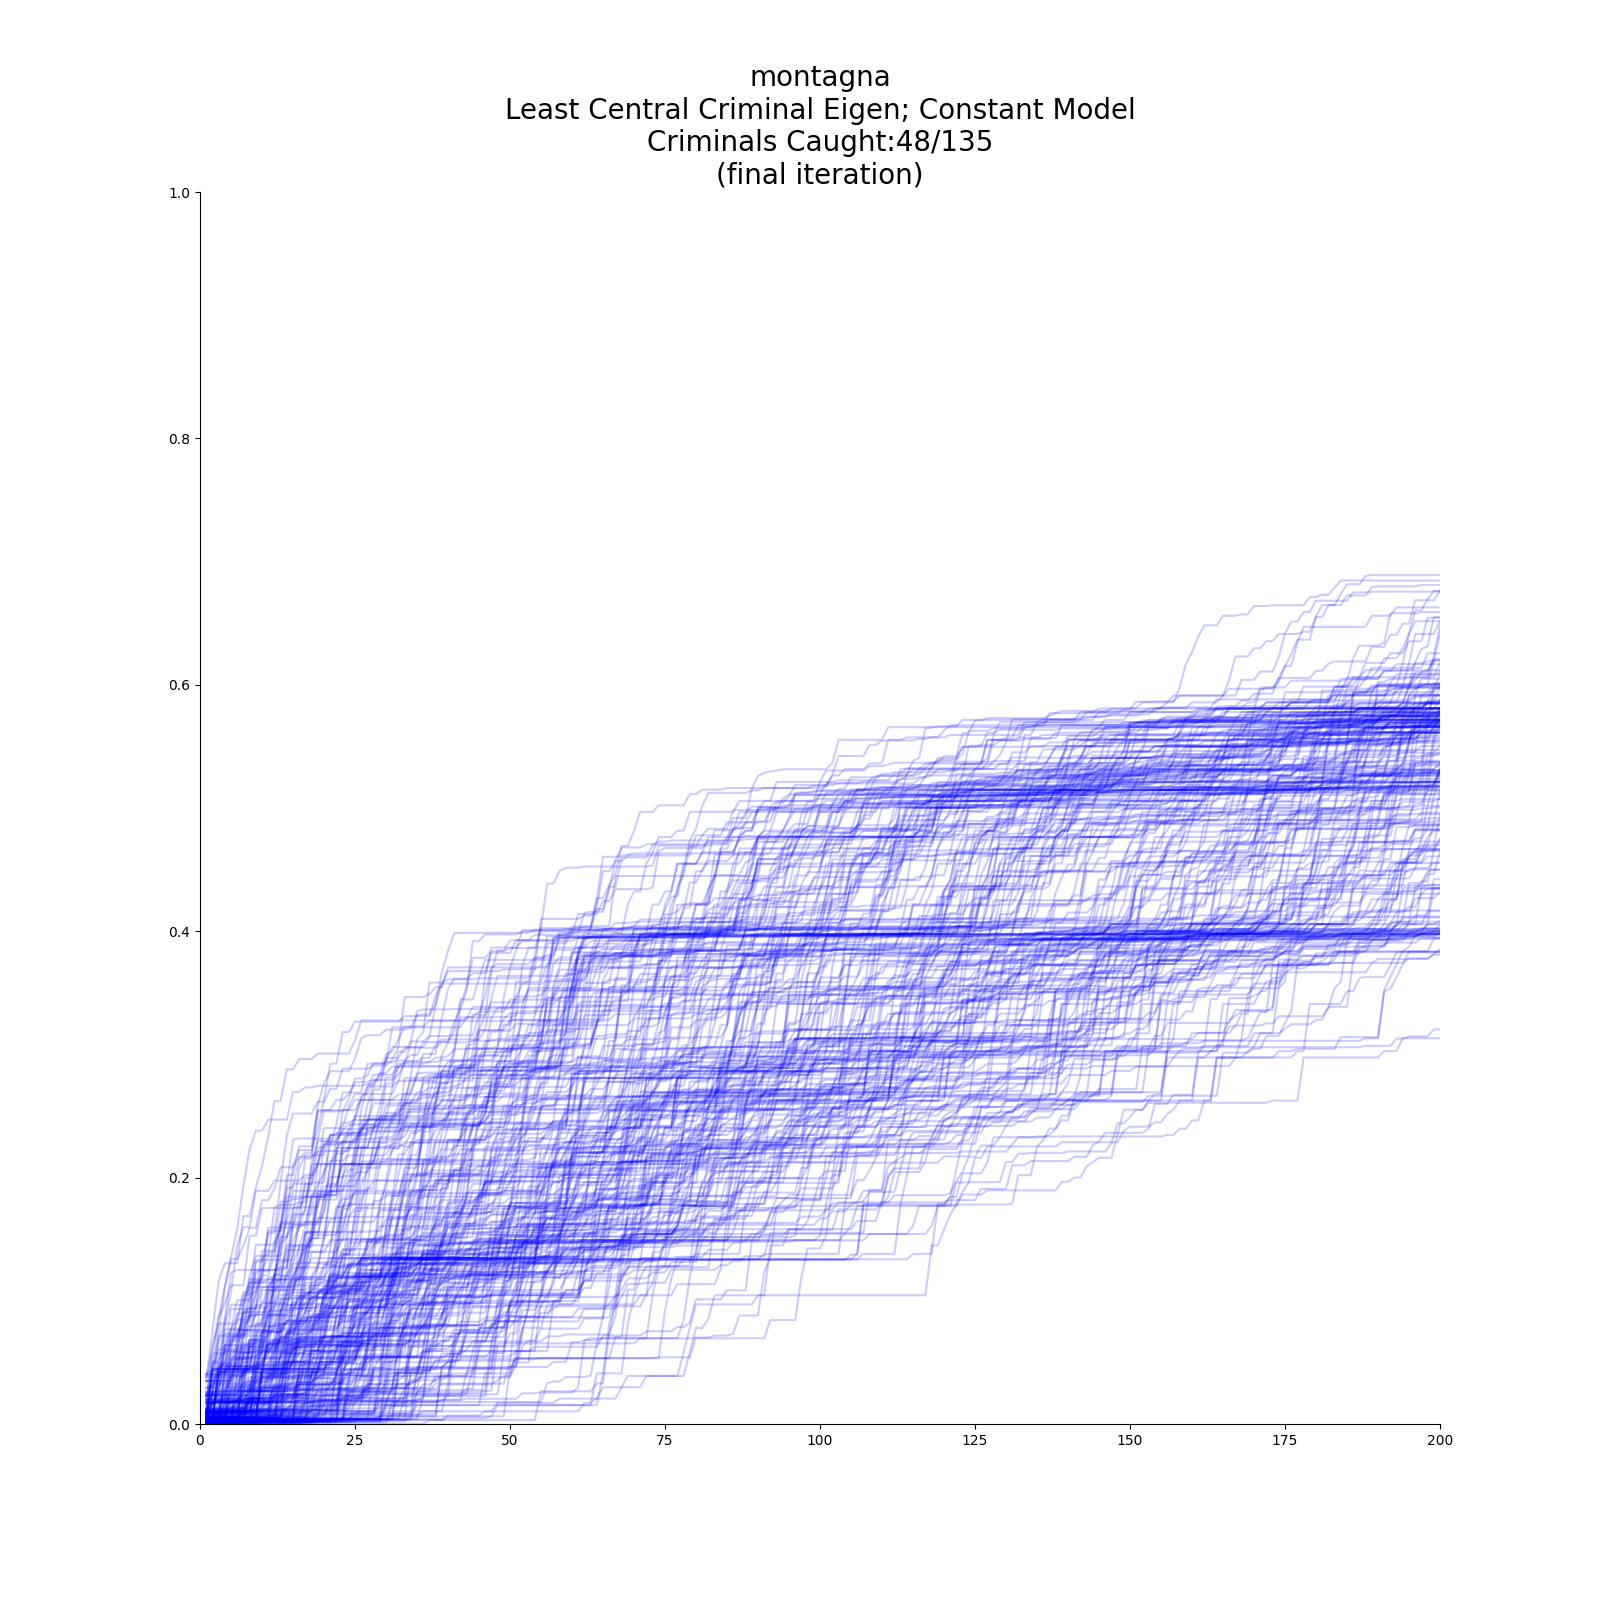 montagna
Least Central Criminal Eigen; Constant Model
Criminals Caught:48/135
(final iteration)
1.0
0.8
0.6
0.4
0.2
0.0
0 25 50 75 100 125 150 175 200